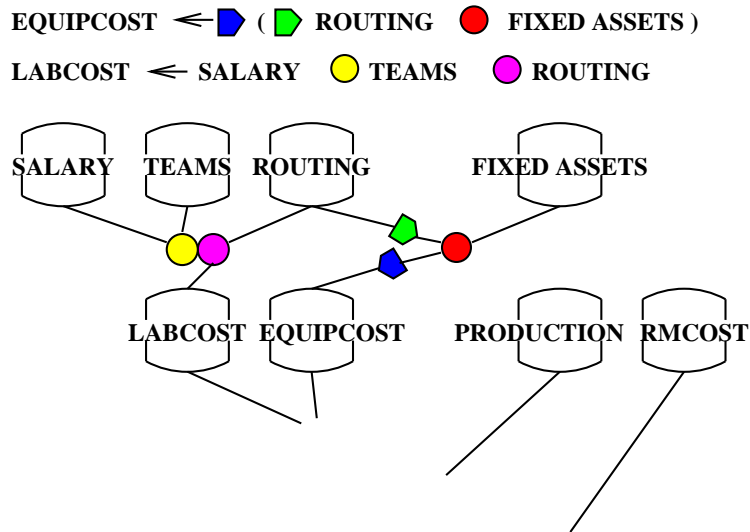 EQUIPCOST ( ROUTING FIXED ASSETS )
LABCOST SALARY TEAMS ROUTING
SALARY TEAMS ROUTING FIXED ASSETS
LABCOST EQUIPCOST PRODUCTION RMCOST